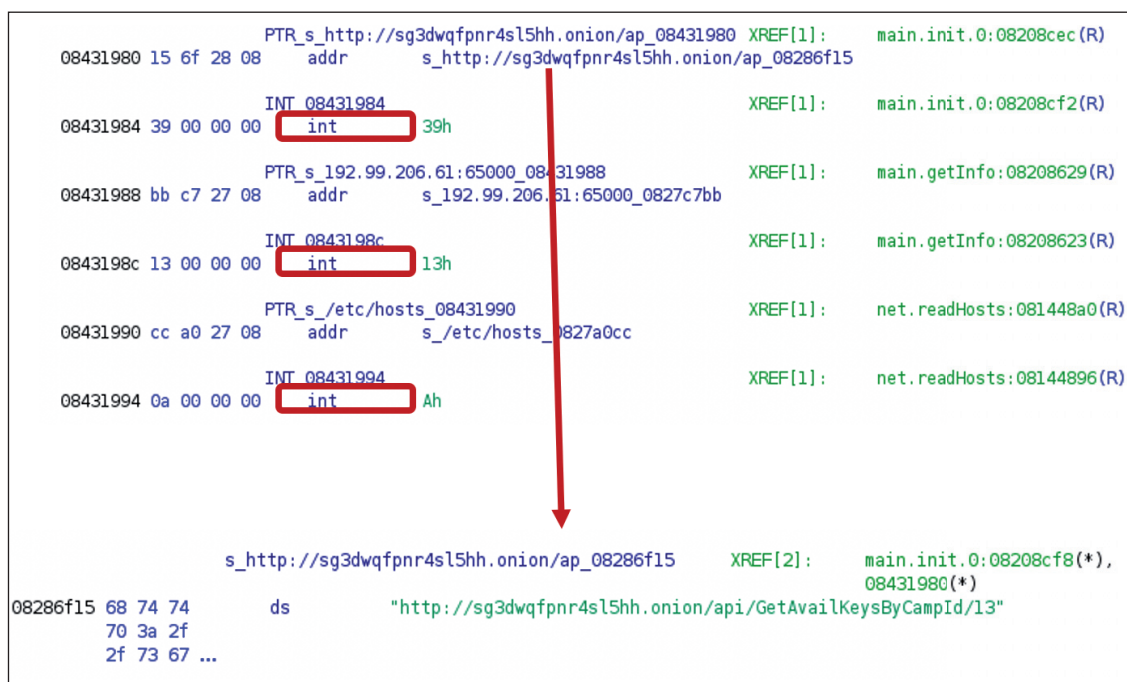 PTR_s_http://sg3dwqfpnr4sl5hh.onion/ap_08431980 XREF[1]: main.init.0:08208cec(R)
08431980 15 6f 28 08 addr s_http://sg3dwqfpnr4sl5hh.onion/ap_08286f15
INT_08431984 XREF[1]: main.init.0:08208cf2(R)
08431984 39 00 00 00 int 39h
PTR_s_192.99.206.61:65000_08431988 XREF[1]: main.getInfo:08208629(R)
08431988 bb c7 27 08 addr s_192.99.206.61:65000_0827c7bb
INT_0843198c XREF[1]: main.getInfo:08208623(R)
0843198c 13 00 00 00 int 13h
PTR_s_/etc/hosts_08431990 XREF[1]: net.readHosts:081448a0(R)
08431990 cc a0 27 08 addr s_/etc/hosts_0827a0cc
INT_08431994 XREF[1]: net.readHosts:08144896(R)
08431994 0a 00 00 00 int Ah
s_http://sg3dwqfpnr4sl5hh.onion/ap_08286f15 XREF[2]: main.init.0:08208cf8(*),
08431980(*)
08286f15 68 74 74 ds "http://sg3dwqfpnr4sl5hh.onion/api/GetAvailKeysByCampId/13"
70 3a 2f
2f 73 67 ...